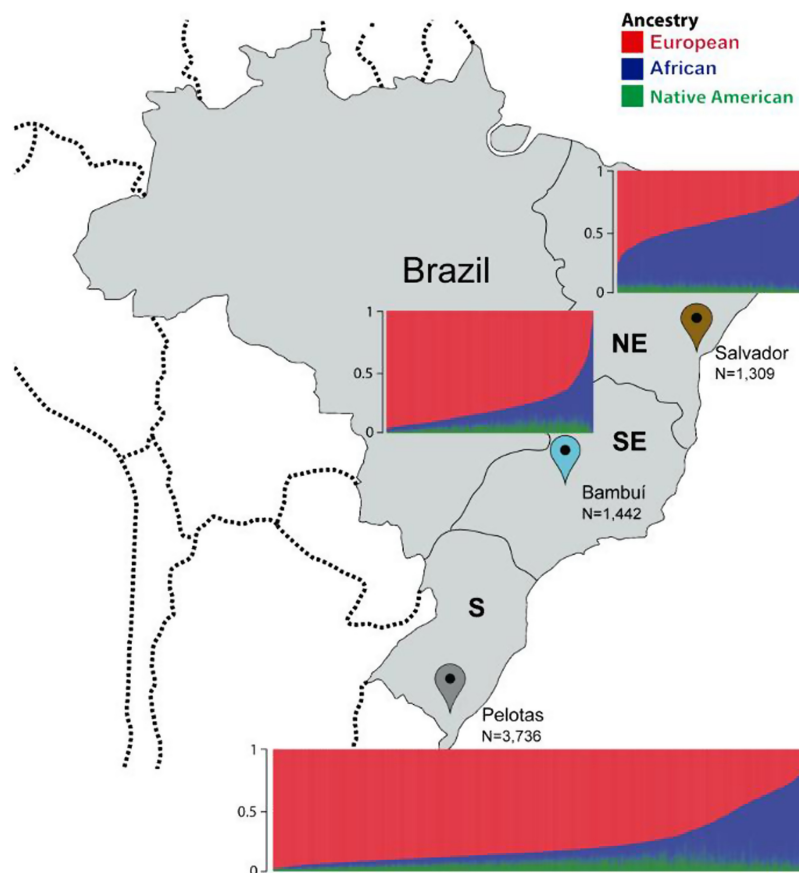 Ancestry
European
African
Native American
1
0.5
0
Brazil
1
0.5
0
NE
Salvador
N=1,309
SE
Bambuí
N=1,442
S
Pelotas
N=3,736
1
0.5
0